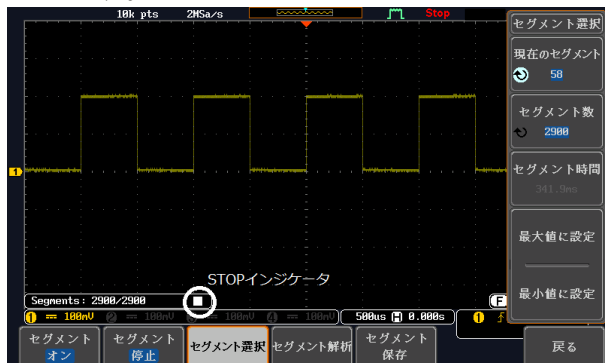 10k pts 2MSa/s Stop
セグメント選択
現在のセグメント
58
セグメント数
2900
セグメント時間
341.9ms
最大値に設定
最小値に設定
1
STOPインジケータ
Segments: 2900/2900
F
1 100mV 2 100mV 3 100mV 4 100mV 500us H 0.000s 1
セグメント
オン
セグメント
停止
セグメント選択
セグメント解析
セグメント
保存
戻る